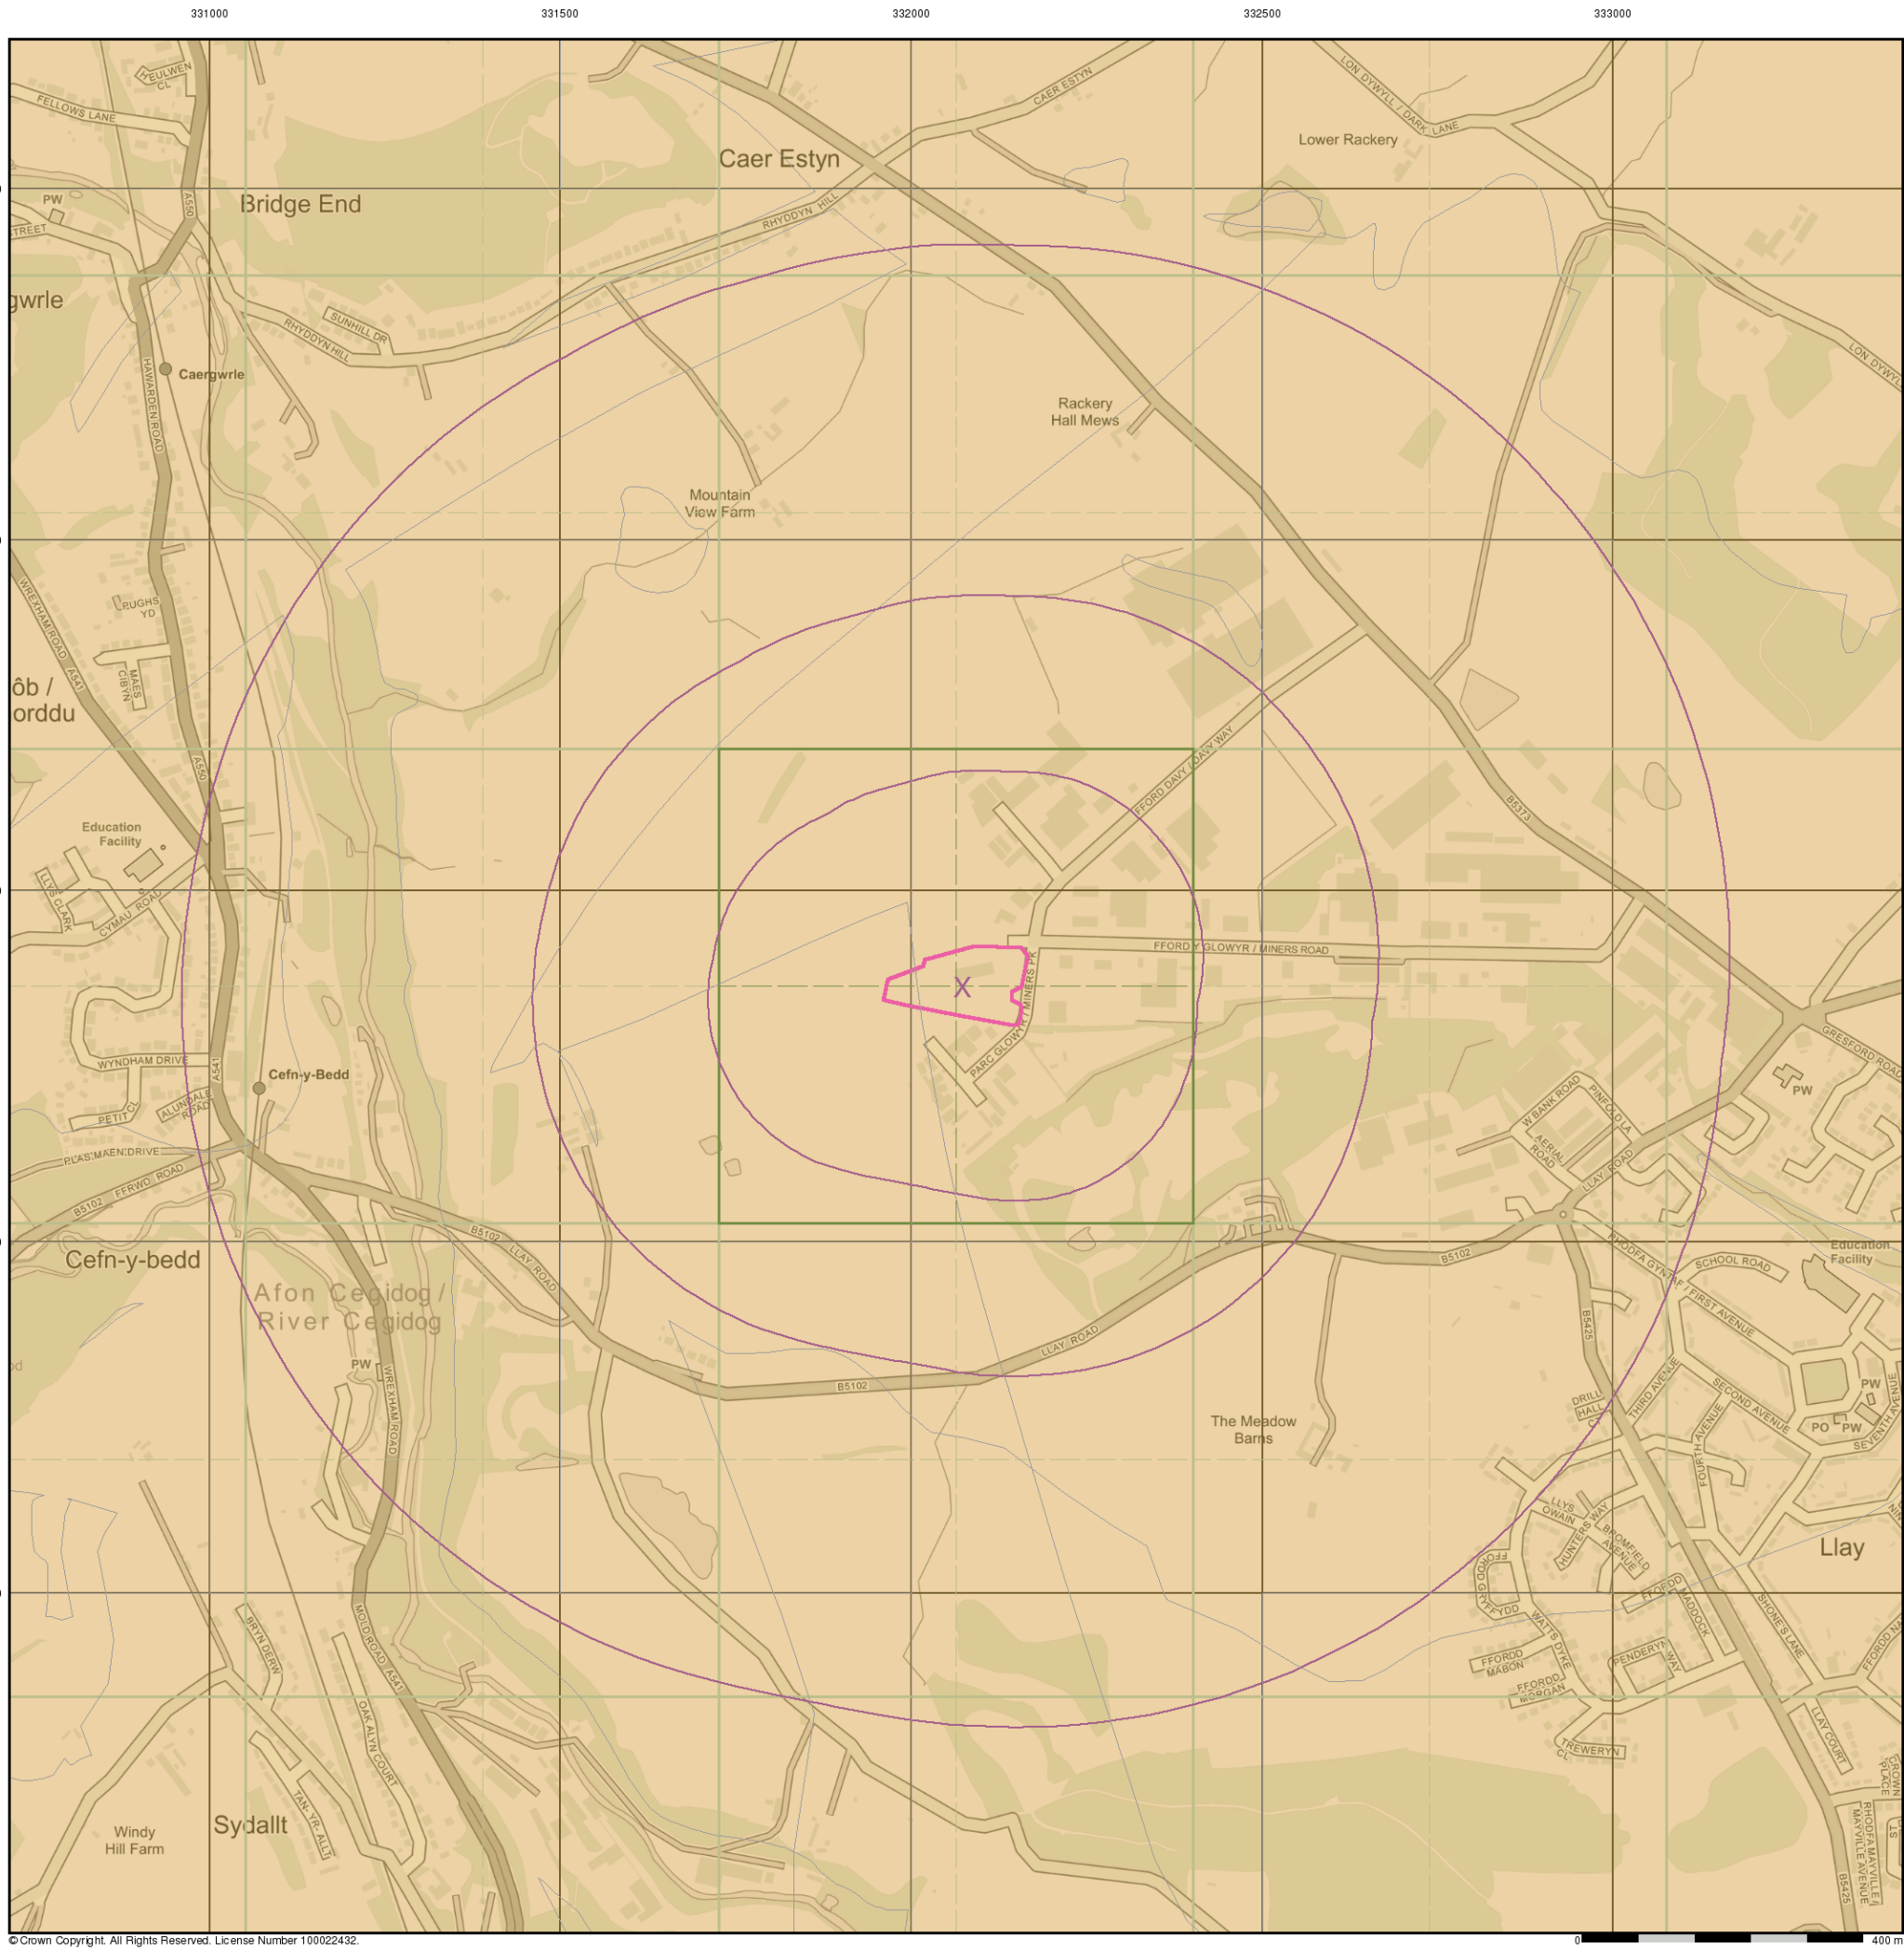 331000 331500 332000 332500 333000
HEULWEN
CL
FELLOWS LANE
CAER ESTYN
LON DYWYLL / DARK LANE
Lower Rackery
Caer Estyn
PW
A550
Bridge End
RHYDDYN HILL
STREET
gwrle
SUNHILL DR
RHYDDYN HILL
LON DYWYLL
Caergwrle
HAWARDEN ROAD
Rackery
Hall Mews
Mountain
View Farm
WREXHAM ROAD A541
PUGHS
YD
MAES
CIBYN
ôb /
orddu
A550
FFORD DAVY / DAVY WAY
B5373
Education
Facility
LLYS CLARK
CYMAU ROAD
FFORD Y GLOWYR / MINERS ROAD
X
PARC GLOWYR / MINERS PK
GRESFORD ROAD
WYNDHAM DRIVE
A541
Cefn-y-Bedd
PETIT CL
ALUNDALE
ROAD
W BANK ROAD
PINFOLD LA
PW
AERIAL
ROAD
LLAY ROAD
PLAS MAEN DRIVE
B5102 FFRWD ROAD
B5102 LLAY ROAD
B5102
RHODFA GYNTAF / FIRST AVENUE
SCHOOL ROAD
Education
Facility
Cefn-y-bedd
Afon Cegidog /
River Cegidog
B5425
LLAY ROAD
PW
WREXHAM ROAD
B5102
od
THIRD AVENUE
SECOND AVENUE
PW
DRILL
HALL
CT
FOURTH AVENUE
PO PW
SEVENTH AVENUE
The Meadow
Barns
LLYS
OWAIN
HUNTERS WAY
BROMFIELD
AVENUE
NIN
Llay
FFORDD GRYFFYDD
FFORDD
MADDOCK
SHONE'S LANE
WATTS DYKE
BRYN DERW
MOLD ROAD A541
FFORDD
MABON
PENDERYN
WAY
FFORDD NA
FFORDD
MORGAN
OAK ALYN COURT
TREWERYN
CL
LLAY COURT
CROWN
PLACE
Windy
Hill Farm
Sydallt
TAN-YR-ALLT
RHODFA MAYVILLE /
MAYVILLE AVENUE
ST
B5425
© Crown Copyright. All Rights Reserved. License Number 100022432.
0 400 m